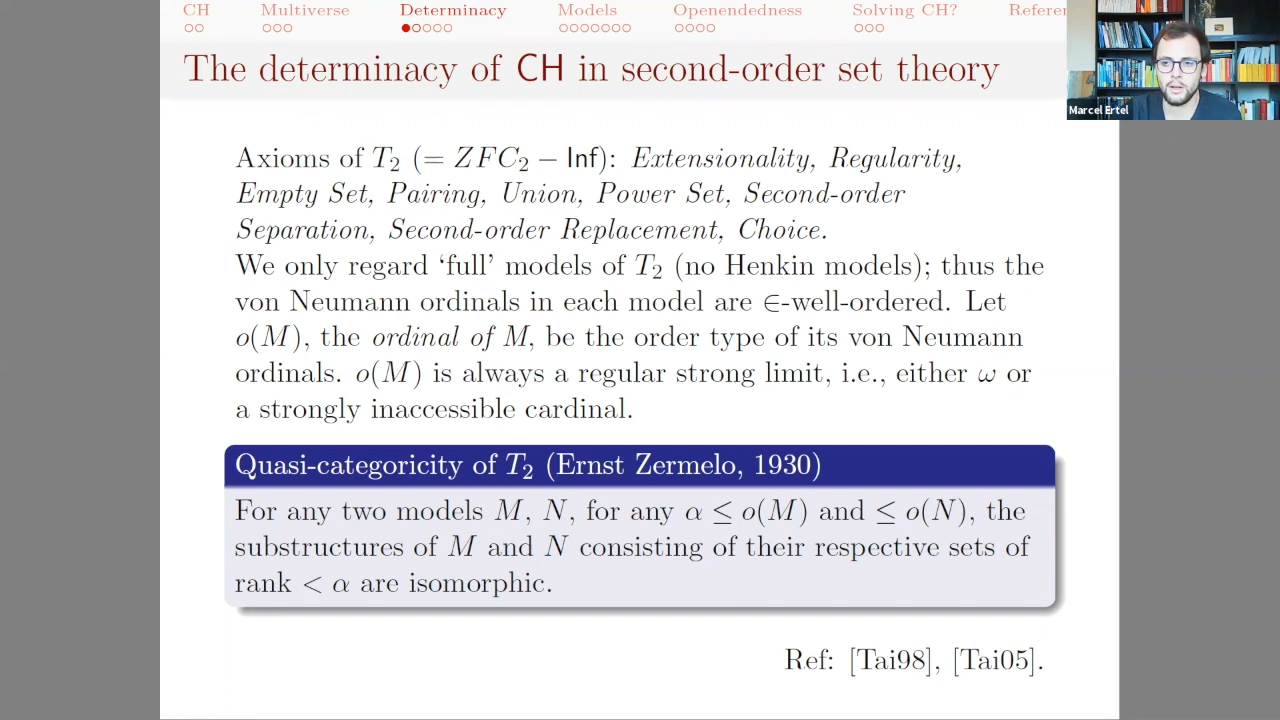 CH Multiverse Determinacy Models Openendedness Solving CH? Referen
The determinacy of CH in second-order set theory
Marcel Ertel
Axioms of T₂ (= ZFC₂ − Inf): Extensionality, Regularity,
Empty Set, Pairing, Union, Power Set, Second-order
Separation, Second-order Replacement, Choice.
We only regard ‘full’ models of T₂ (no Henkin models); thus the
von Neumann ordinals in each model are ∈-well-ordered. Let
o(M), the ordinal of M, be the order type of its von Neumann
ordinals. o(M) is always a regular strong limit, i.e., either ω or
a strongly inaccessible cardinal.
Quasi-categoricity of T₂ (Ernst Zermelo, 1930)
For any two models M, N, for any α ≤ o(M) and ≤ o(N), the
substructures of M and N consisting of their respective sets of
rank < α are isomorphic.
Ref: [Tai98], [Tai05].